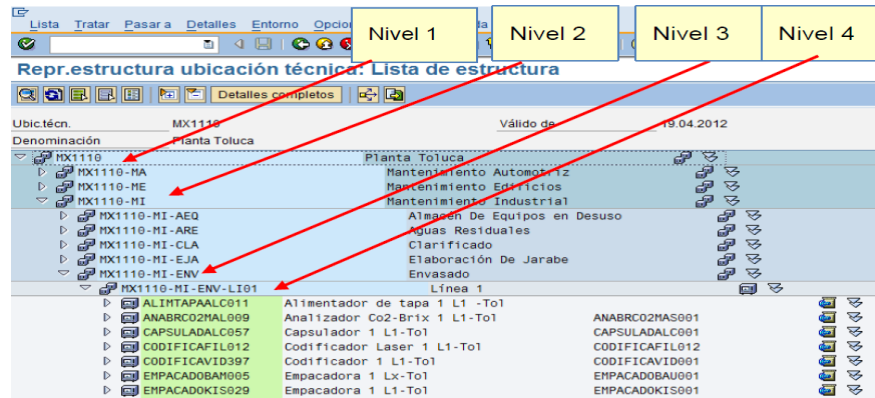 Lista Tratar Pasar a Detalles Entorno
Nivel 1 Nivel 2 Nivel 3 Nivel 4
Repr.estructura ubicación técnica: Lista de estructura
Detalles completos
Ubic.técn. MX1110 Válido de 19.04.2012
Denominación Planta Toluca
MX1110 Planta Toluca
MX1110-MA Mantenimiento Automotriz
MX1110-ME Mantenimiento Edificios
MX1110-MI Mantenimiento Industrial
MX1110-MI-AEQ Almacén De Equipos en Desuso
MX1110-MI-ARE Aguas Residuales
MX1110-MI-CLA Clarificado
MX1110-MI-EJA Elaboración De Jarabe
MX1110-MI-ENV Envasado
MX1110-MI-ENV-LI01 Línea 1
ALIMTAPAALC011 Alimentador de tapa 1 L1 -Tol
ANABRCO2MAL009 Analizador Co2-Brix 1 L1-Tol ANABRCO2MAS001
CAPSULADALC057 Capsulador 1 L1-Tol CAPSULADALC001
CODIFICAFIL012 Codificador Laser 1 L1-Tol CODIFICAFIL012
CODIFICAVID397 Codificador 1 L1-Tol CODIFICAVID001
EMPACADOBAM005 Empacadora 1 Lx-Tol EMPACADOBAU001
EMPACADOKIS029 Empacadora 1 L1-Tol EMPACADOKIS001